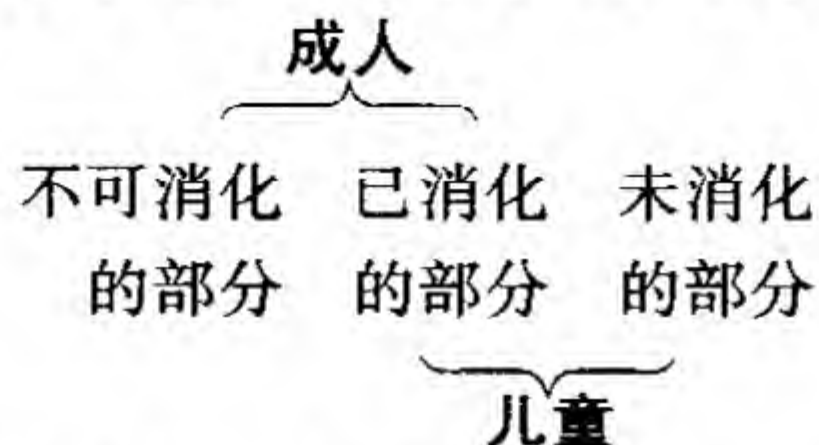 成人
不可消化 已消化 未消化
的部分 的部分 的部分
儿童